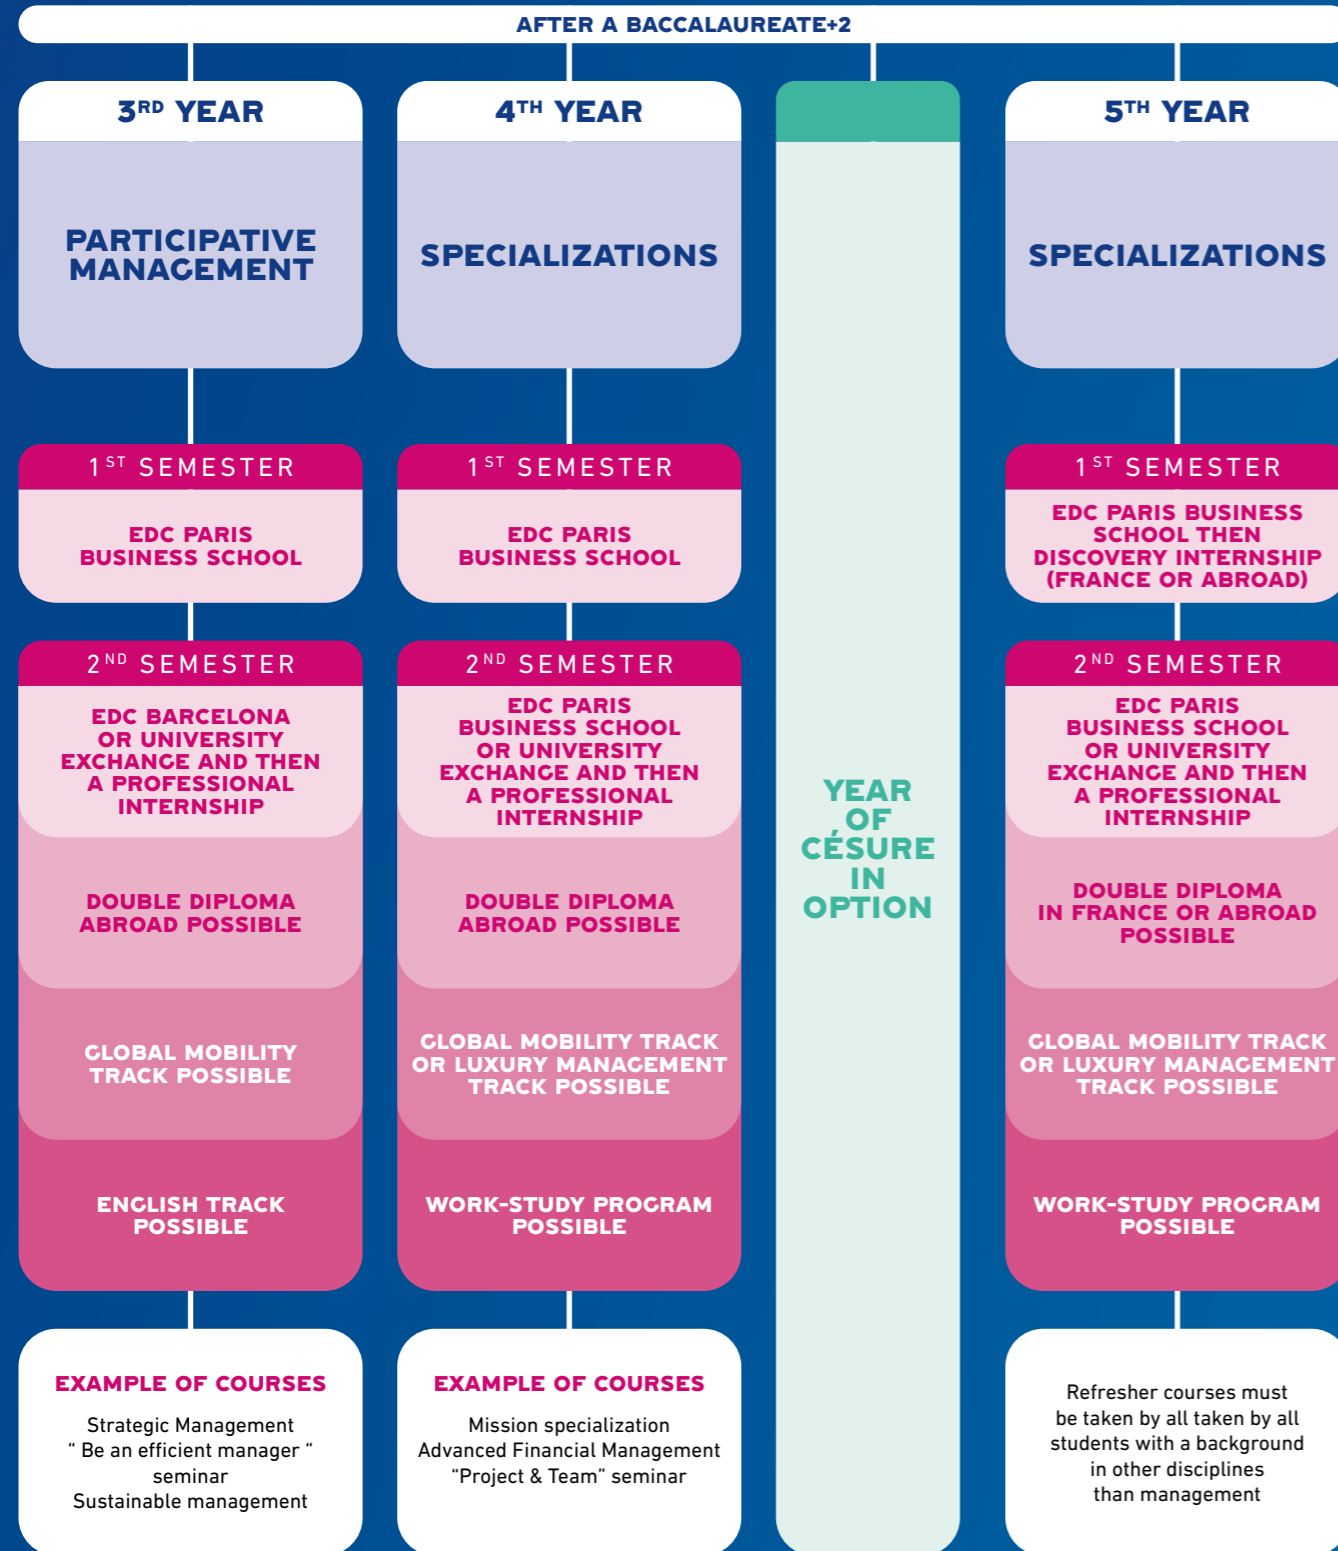 AFTER A BACCALAUREATE+2
3RD YEAR
PARTICIPATIVE
MANAGEMENT
1ST SEMESTER
EDC PARIS
BUSINESS SCHOOL
2ND SEMESTER
EDC BARCELONA
OR UNIVERSITY
EXCHANGE AND THEN
A PROFESSIONAL
INTERNSHIP
DOUBLE DIPLOMA
ABROAD POSSIBLE
GLOBAL MOBILITY
TRACK POSSIBLE
ENGLISH TRACK
POSSIBLE
EXAMPLE OF COURSES
Strategic Management
“ Be an efficient manager “
seminar
Sustainable management
4TH YEAR
SPECIALIZATIONS
1ST SEMESTER
EDC PARIS
BUSINESS SCHOOL
2ND SEMESTER
EDC PARIS
BUSINESS SCHOOL
OR UNIVERSITY
EXCHANGE AND THEN
A PROFESSIONAL
INTERNSHIP
DOUBLE DIPLOMA
ABROAD POSSIBLE
GLOBAL MOBILITY TRACK
OR LUXURY MANAGEMENT
TRACK POSSIBLE
WORK-STUDY PROGRAM
POSSIBLE
EXAMPLE OF COURSES
Mission specialization
Advanced Financial Management
“Project & Team” seminar
YEAR
OF
CÉSURE
IN
OPTION
5TH YEAR
SPECIALIZATIONS
1ST SEMESTER
EDC PARIS BUSINESS
SCHOOL THEN
DISCOVERY INTERNSHIP
(FRANCE OR ABROAD)
2ND SEMESTER
EDC PARIS
BUSINESS SCHOOL
OR UNIVERSITY
EXCHANGE AND THEN
A PROFESSIONAL
INTERNSHIP
DOUBLE DIPLOMA
IN FRANCE OR ABROAD
POSSIBLE
GLOBAL MOBILITY TRACK
OR LUXURY MANAGEMENT
TRACK POSSIBLE
WORK-STUDY PROGRAM
POSSIBLE
Refresher courses must
be taken by all taken by all
students with a background
in other disciplines
than management